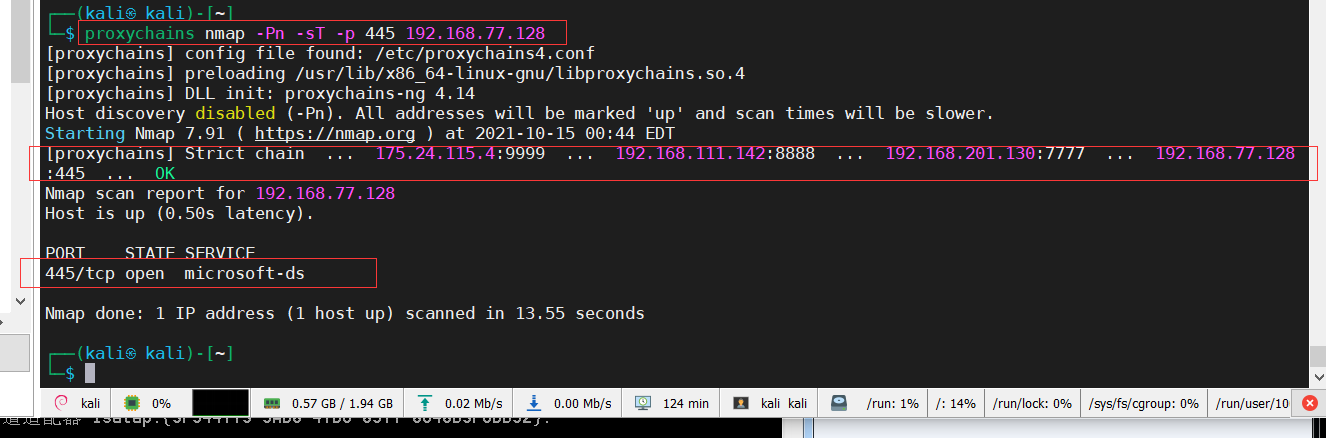 ┌──(kali㉿ kali)-[~]
└─$ proxychains nmap -Pn -sT -p 445 192.168.77.128
[proxychains] config file found: /etc/proxychains4.conf
[proxychains] preloading /usr/lib/x86_64-linux-gnu/libproxychains.so.4
[proxychains] DLL init: proxychains-ng 4.14
Host discovery disabled (-Pn). All addresses will be marked 'up' and scan times will be slower.
Starting Nmap 7.91 ( https://nmap.org ) at 2021-10-15 00:44 EDT
[proxychains] Strict chain  ...  175.24.115.4:9999  ...  192.168.111.142:8888  ...  192.168.201.130:7777  ...  192.168.77.128
:445  ...  OK
Nmap scan report for 192.168.77.128
Host is up (0.50s latency).
PORT    STATE SERVICE
445/tcp open  microsoft-ds
Nmap done: 1 IP address (1 host up) scanned in 13.55 seconds
┌──(kali㉿ kali)-[~]
└─$
kali 0% 0.57 GB / 1.94 GB 0.02 Mb/s 0.00 Mb/s 124 min kali kali /run: 1% /: 14% /run/lock: 0% /sys/fs/cgroup: 0% /run/user/10